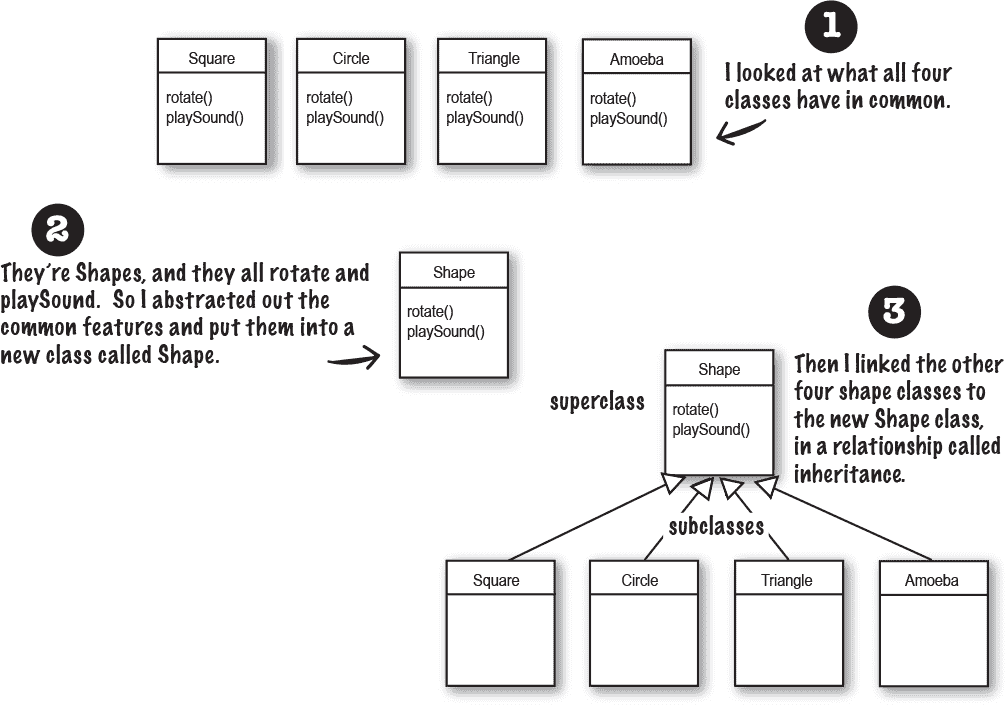 1
Square
rotate()
playSound()
Circle
rotate()
playSound()
Triangle
rotate()
playSound()
Amoeba
rotate()
playSound()
I looked at what all four
classes have in common.
2
They're Shapes, and they all rotate and
playSound. So I abstracted out the
common features and put them into a
new class called Shape.
Shape
rotate()
playSound()
3
Then I linked the other
four shape classes to
the new Shape class,
in a relationship called
inheritance.
superclass
Shape
rotate()
playSound()
subclasses
Square
Circle
Triangle
Amoeba